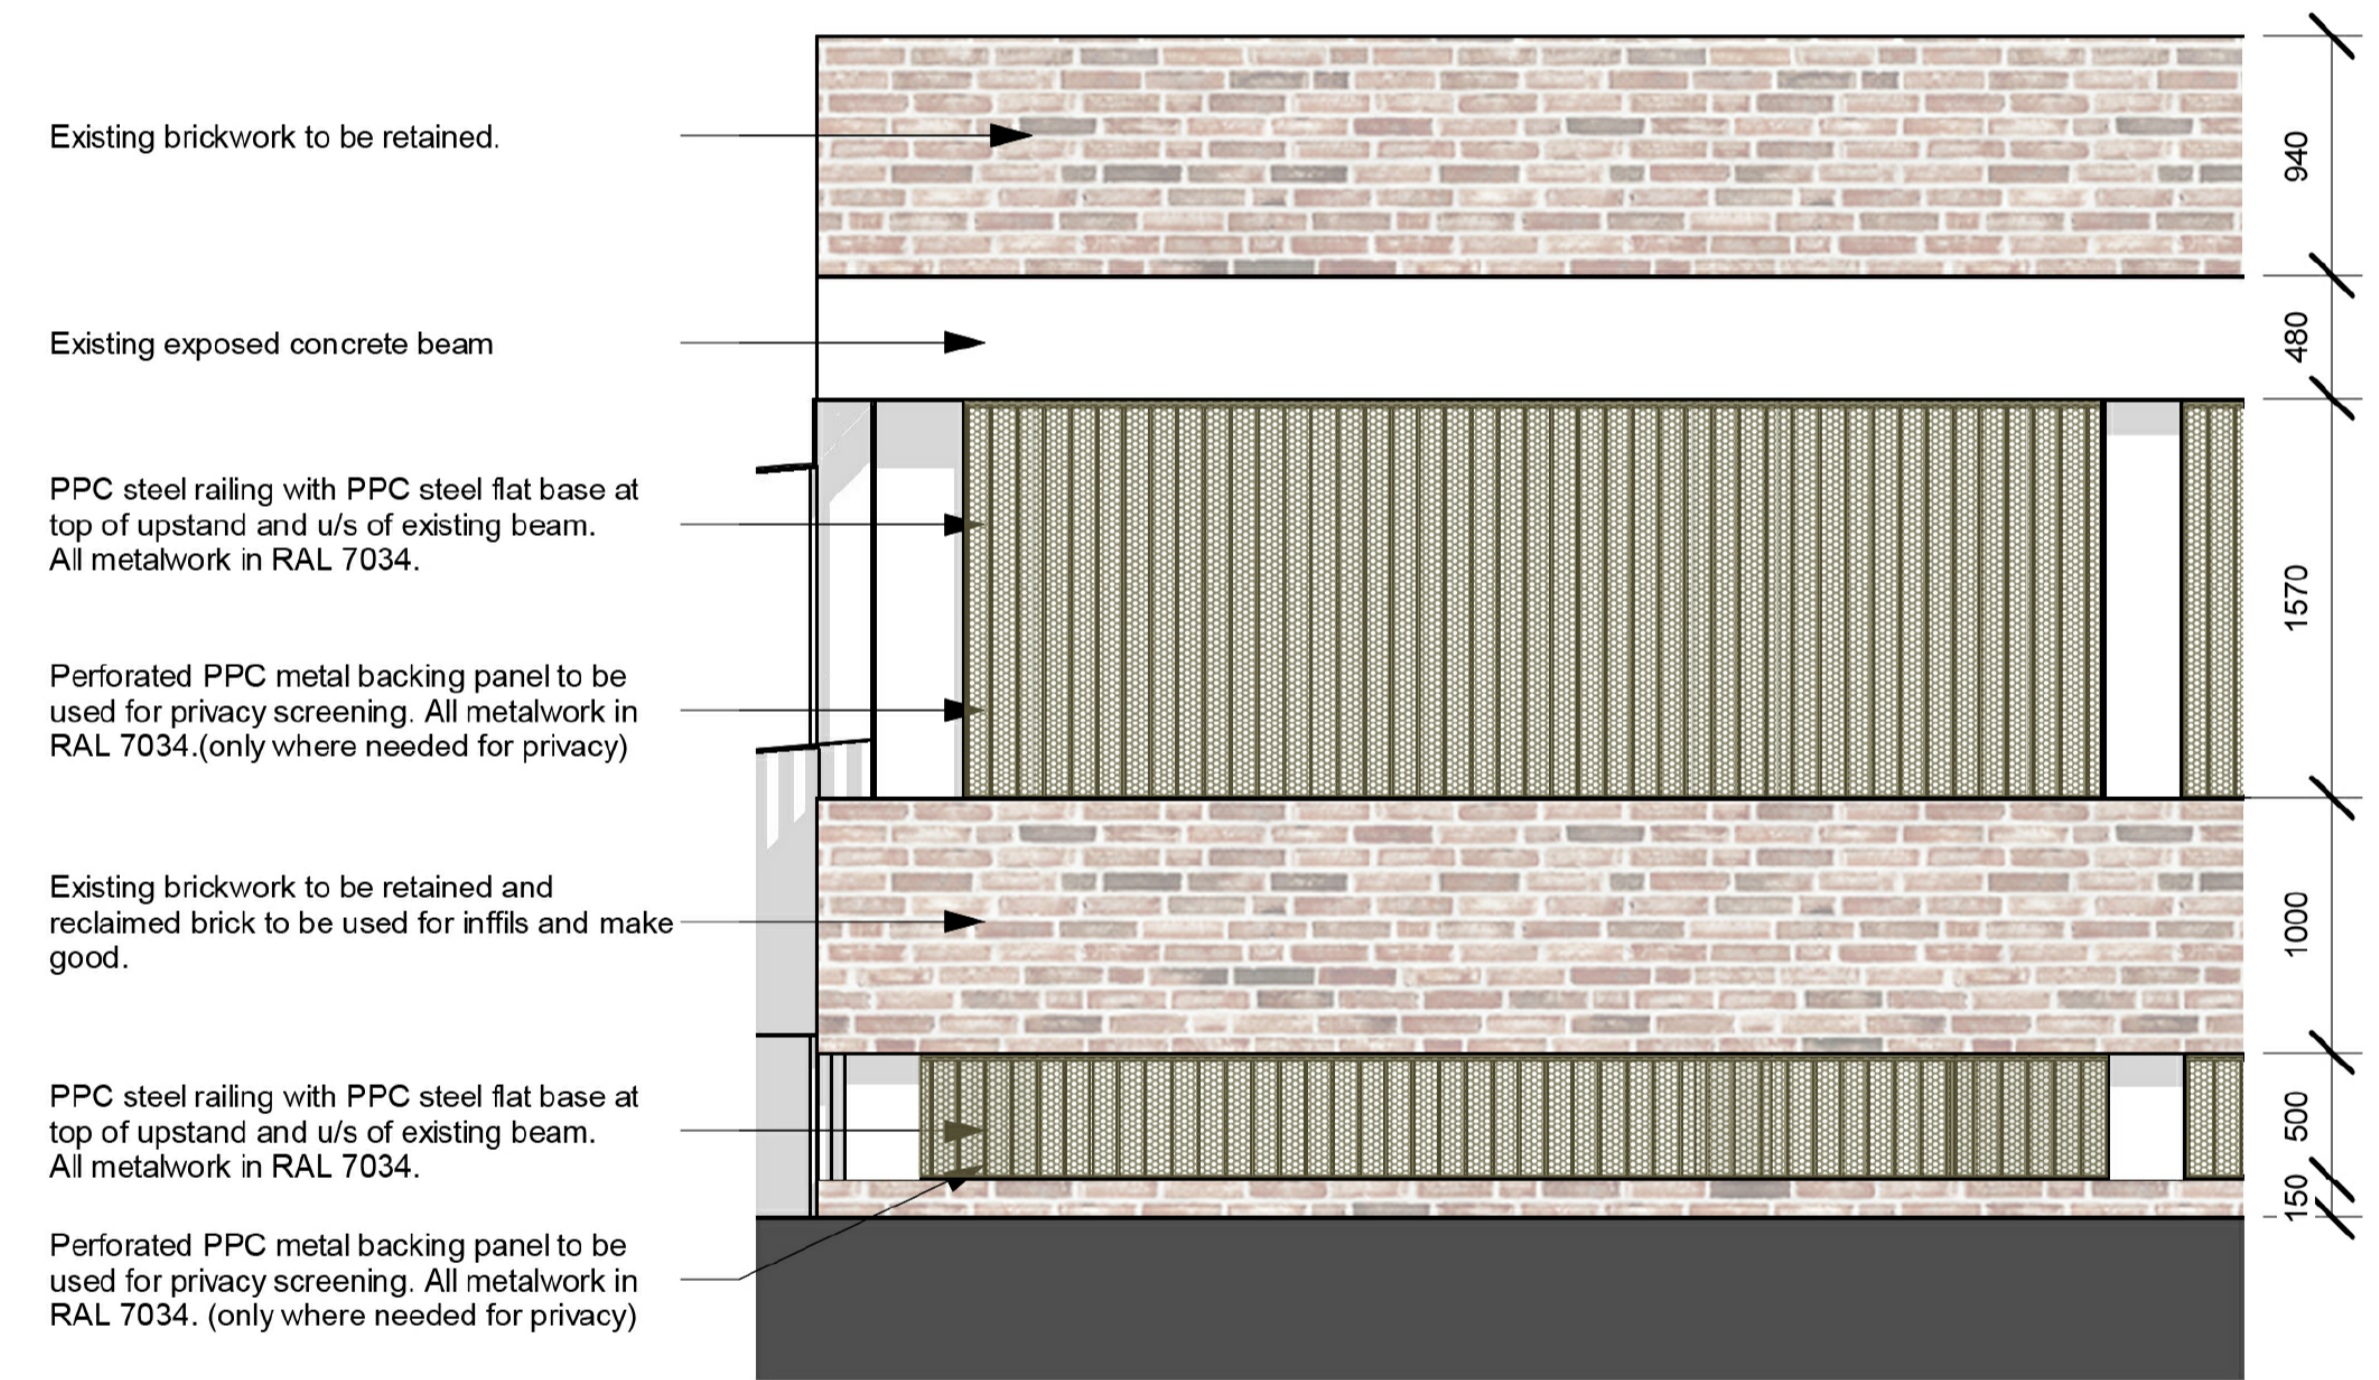 Existing brickwork to be retained.
Existing exposed concrete beam
PPC steel railing with PPC steel flat base at
top of upstand and u/s of existing beam.
All metalwork in RAL 7034.
Perforated PPC metal backing panel to be
used for privacy screening. All metalwork in
RAL 7034.(only where needed for privacy)
Existing brickwork to be retained and
reclaimed brick to be used for inffils and make
good.
PPC steel railing with PPC steel flat base at
top of upstand and u/s of existing beam.
All metalwork in RAL 7034.
Perforated PPC metal backing panel to be
used for privacy screening. All metalwork in
RAL 7034. (only where needed for privacy)
940
480
1570
1000
500
150